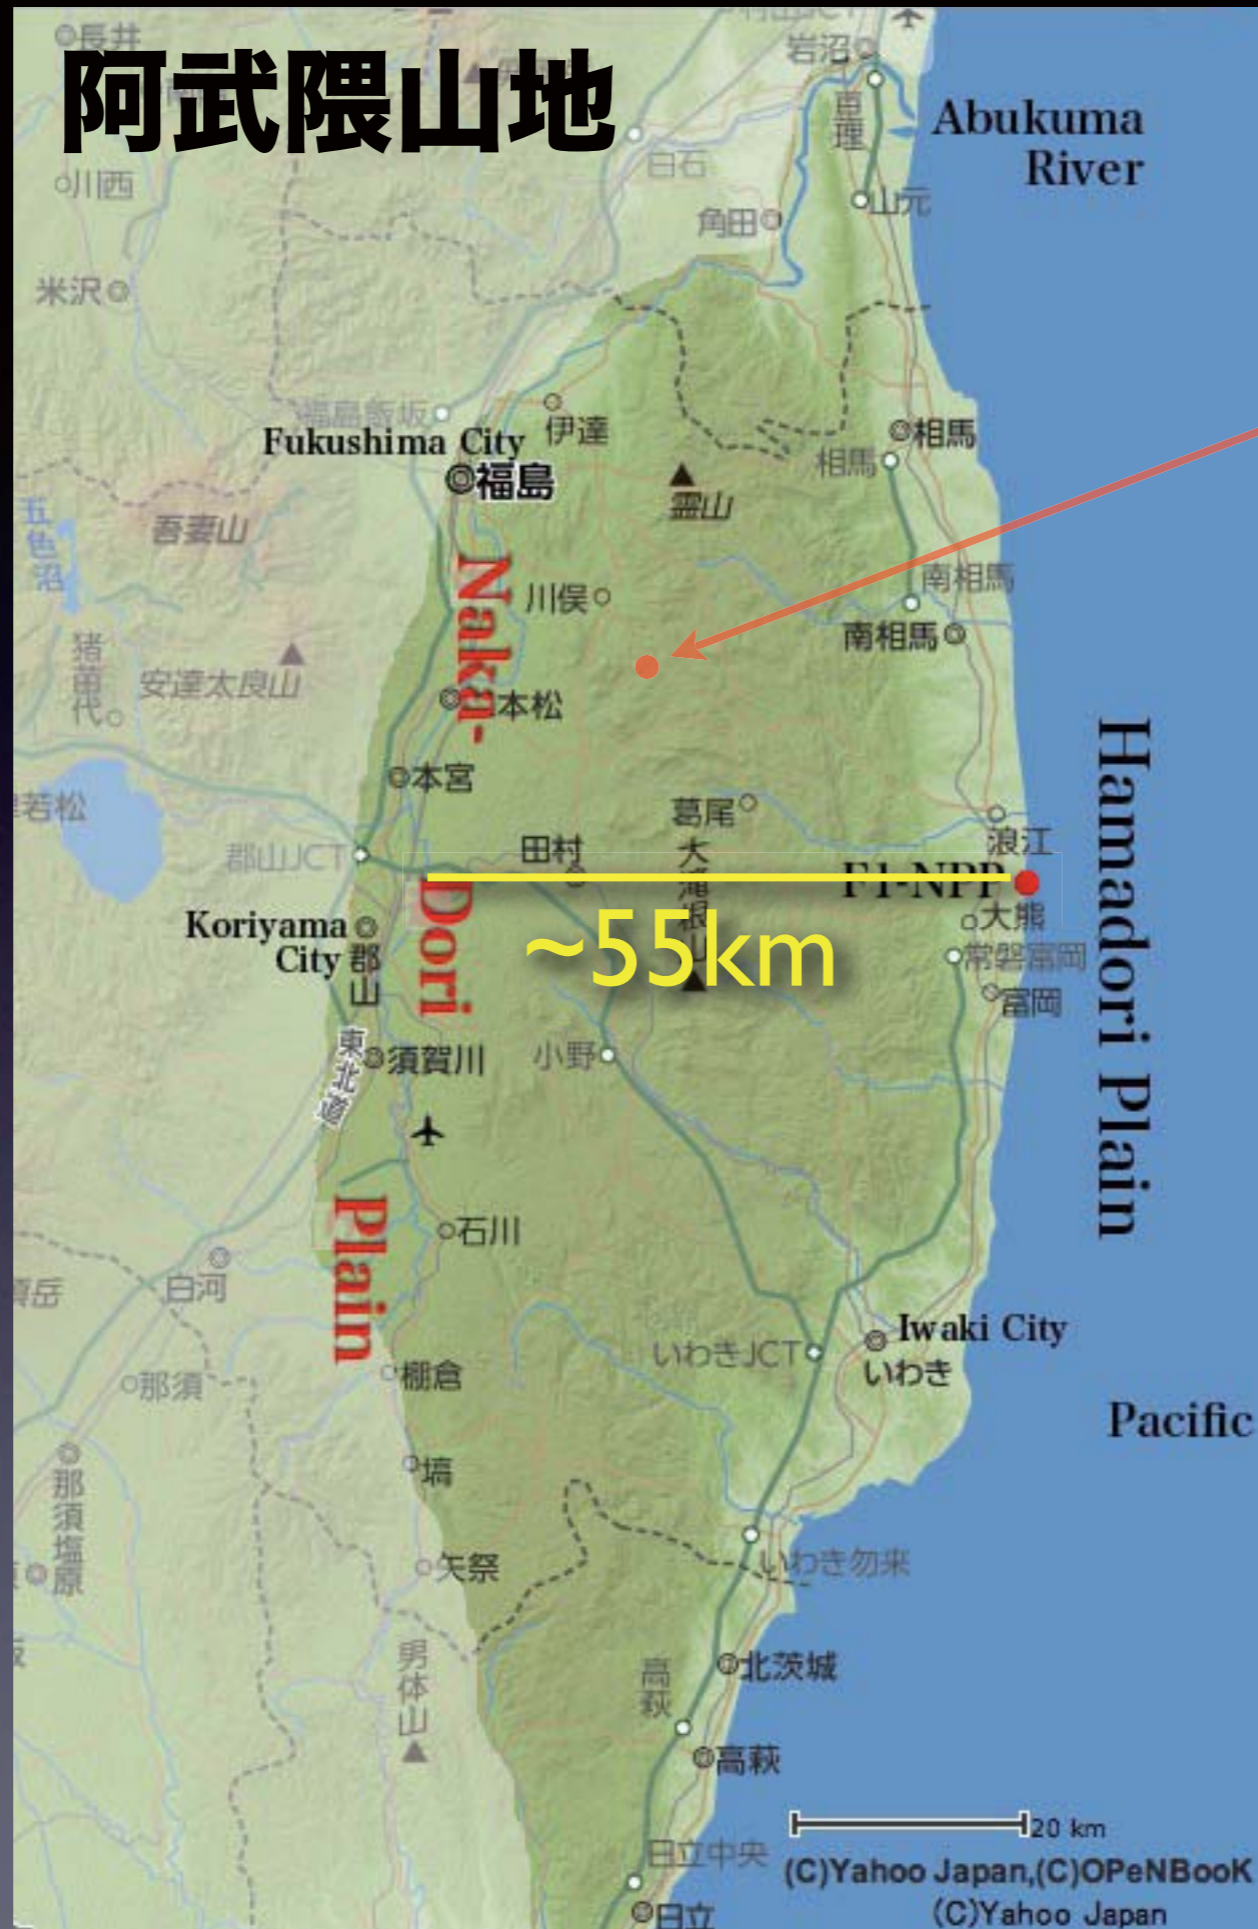 阿武隈山地
長井
川西
米沢
白石
岩沼
亘理
山元
角田
Abukuma
River
福島飯坂
Fukushima City
福島
伊達
霊山
相馬
相馬
五色沼
吾妻山
川俣
南相馬
南相馬
猪苗代
安達太良山
Naka-
本松
本宮
葛尾
浪江
郡山JCT
田村
大滝根山
F1-NPP
大熊
Dori
~55km
Koriyama
City
郡山
常磐富岡
富岡
Hamadori Plain
東北道
須賀川
小野
Plain
石川
白河
いわきJCT
Iwaki City
いわき
那須
棚倉
Pacific
塙
那須塩原
矢祭
いわき勿来
男体山
高萩
北茨城
高萩
20 km
日立中央
(C)Yahoo Japan,(C)OPeNBooK
(C)Yahoo Japan
日立